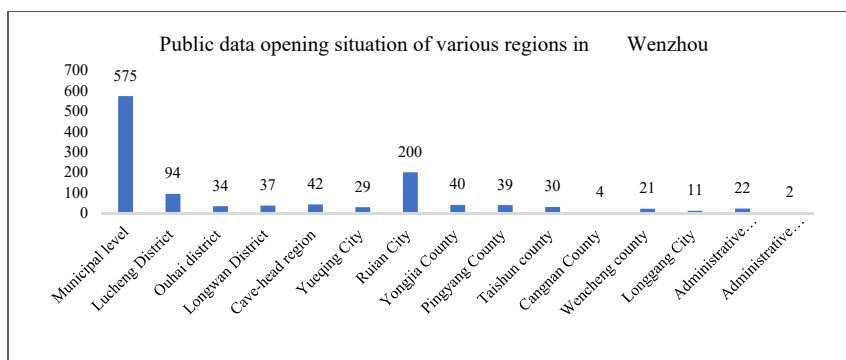 Public data opening situation of various regions in Wenzhou
700
600
500
400
300
200
100
0
575
94
34
37
42
29
200
40
39
30
4
21
11
22
2
Municipal level
Lucheng District
Ouhai district
Longwan District
Cave-head region
Yueqing City
Ruian City
Yongjia County
Pingyang County
Taishun county
Cangnan County
Wencheng county
Longgang City
Administrative…
Administrative…